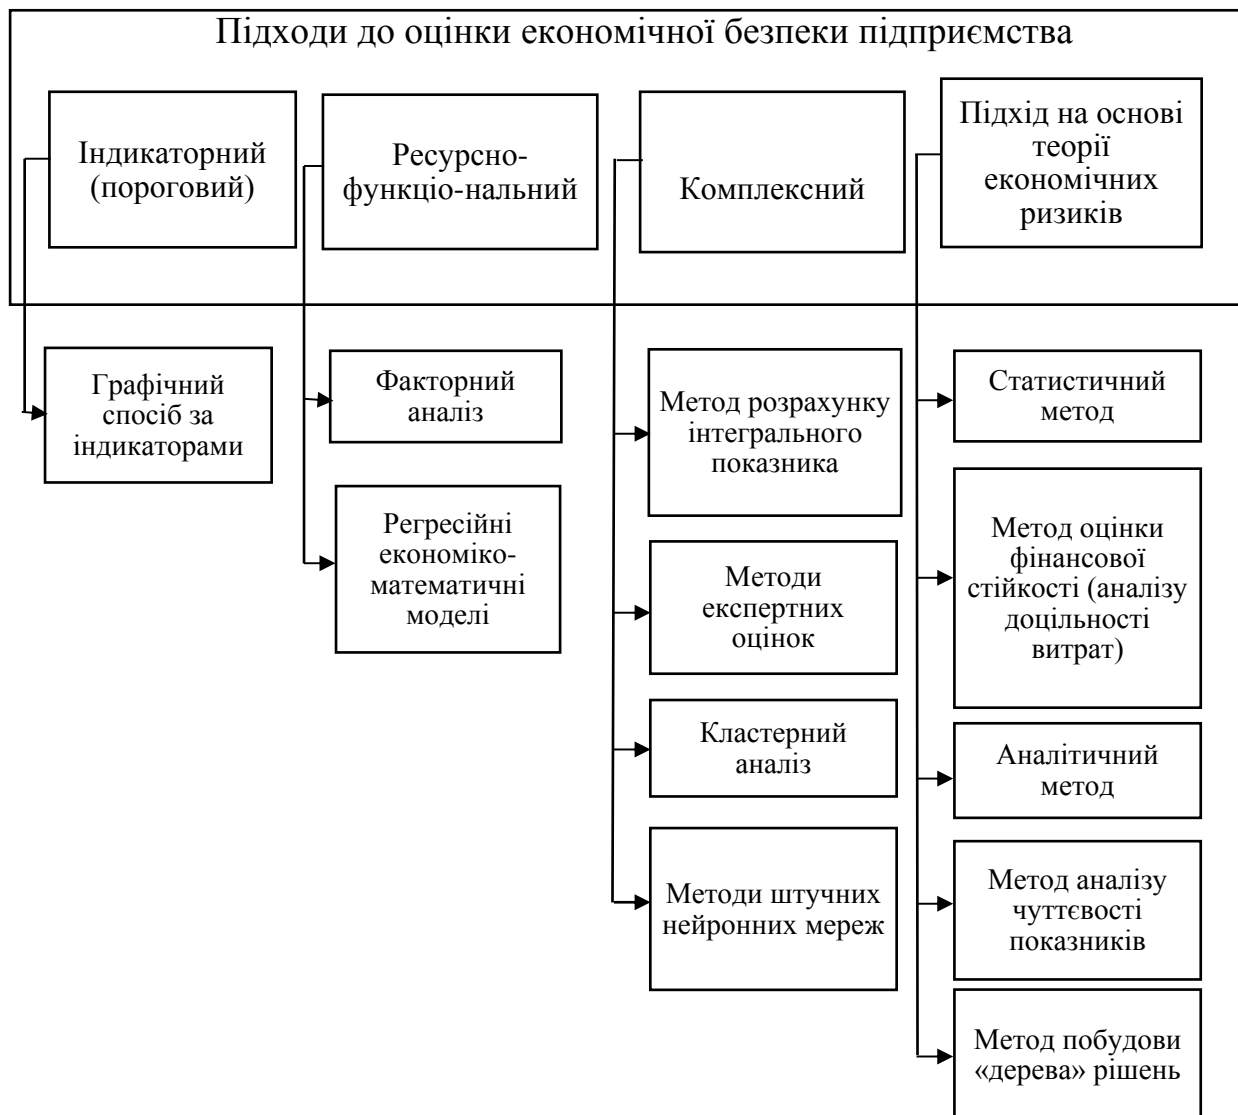 Підходи до оцінки економічної безпеки підприємства
Індикаторний
(пороговий)
Ресурсно-
функціо-нальний
Комплексний
Підхід на основі
теорії
економічних
ризиків
Графічний
спосіб за
індикаторами
Факторний
аналіз
Регресійні
економіко-
математичні
моделі
Метод розрахунку
інтегрального
показника
Методи
експертних
оцінок
Кластерний
аналіз
Методи штучних
нейронних мереж
Статистичний
метод
Метод оцінки
фінансової
стійкості (аналізу
доцільності
витрат)
Аналітичний
метод
Метод аналізу
чуттєвості
показників
Метод побудови
«дерева» рішень